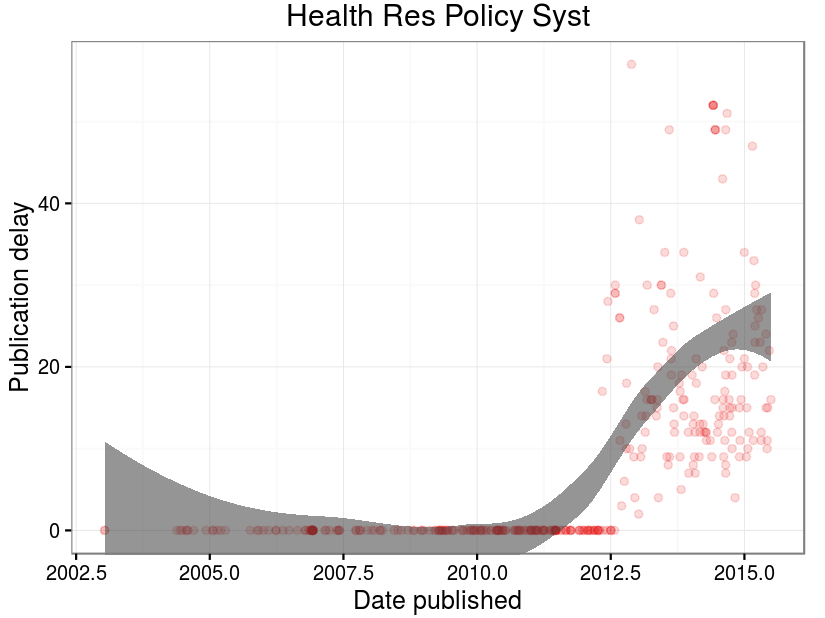 Health Res Policy Syst
Publication delay
40
20
0
2002.5 2005.0 2007.5 2010.0 2012.5 2015.0
Date published